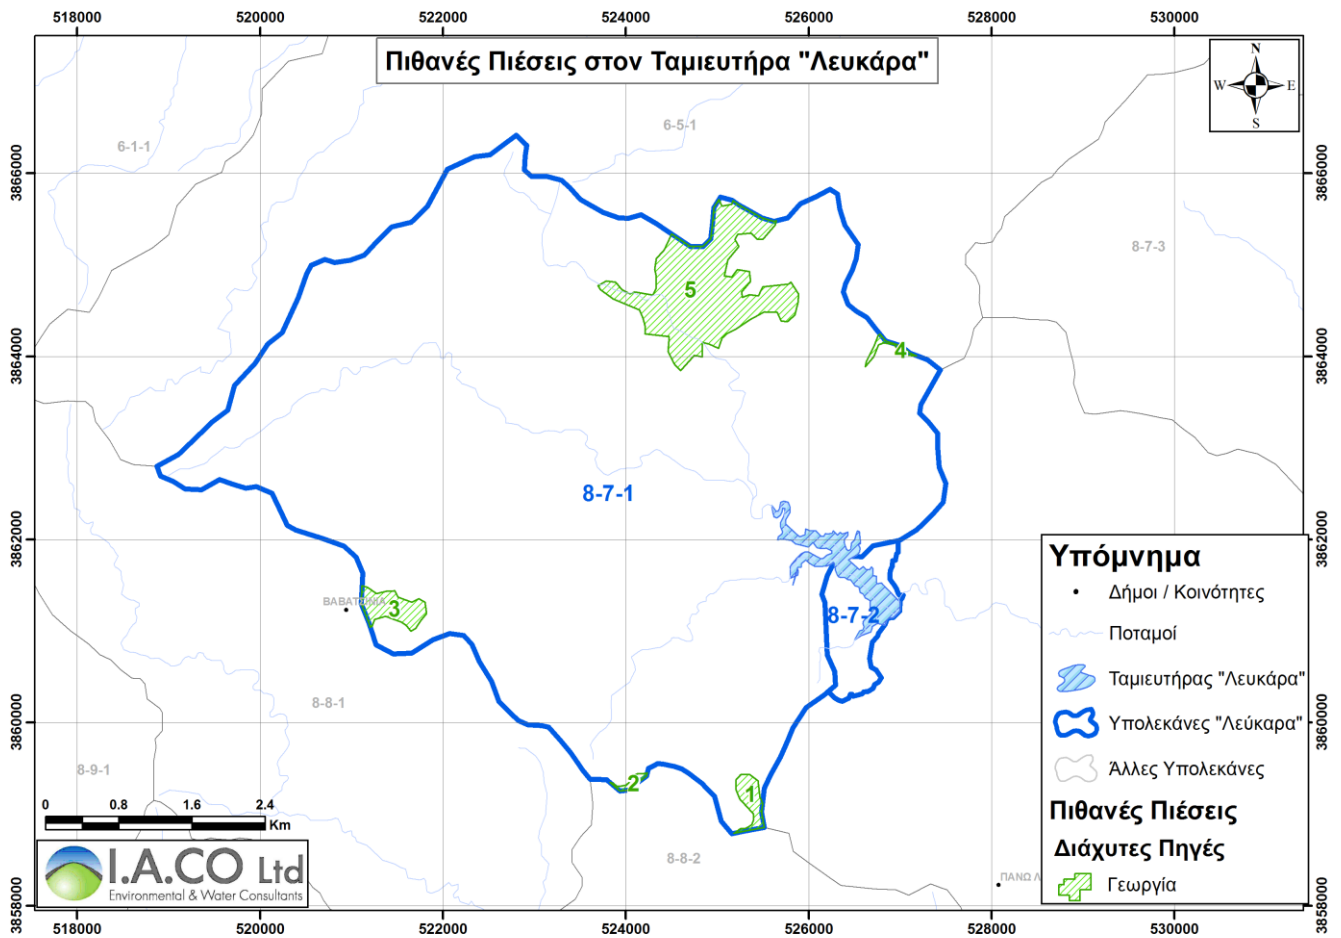 518000 520000 522000 524000 526000 528000 530000
Πιθανές Πιέσεις στον Ταμιευτήρα "Λευκάρα"
N
W E
S
6-1-1
6-5-1
3866000 3866000
8-7-3
5
4
3864000 3864000
8-7-1
3862000 3862000
ΒΑΒΑΤΣΙΝΙΑ
3
8-7-2
8-8-1
3860000 3860000
8-9-1
2
1
8-8-2
ΠΑΝΩ
3858000 3858000
Υπόμνημα
Δήμοι / Κοινότητες
Ποταμοί
Ταμιευτήρας "Λευκάρα"
Υπολεκάνες "Λεύκαρα"
Άλλες Υπολεκάνες
Πιθανές Πιέσεις
Διάχυτες Πηγές
Γεωργία
0 0.8 1.6 2.4
Km
I.A.CO Ltd
Environmental & Water Consultants
518000 520000 522000 524000 526000 528000 530000